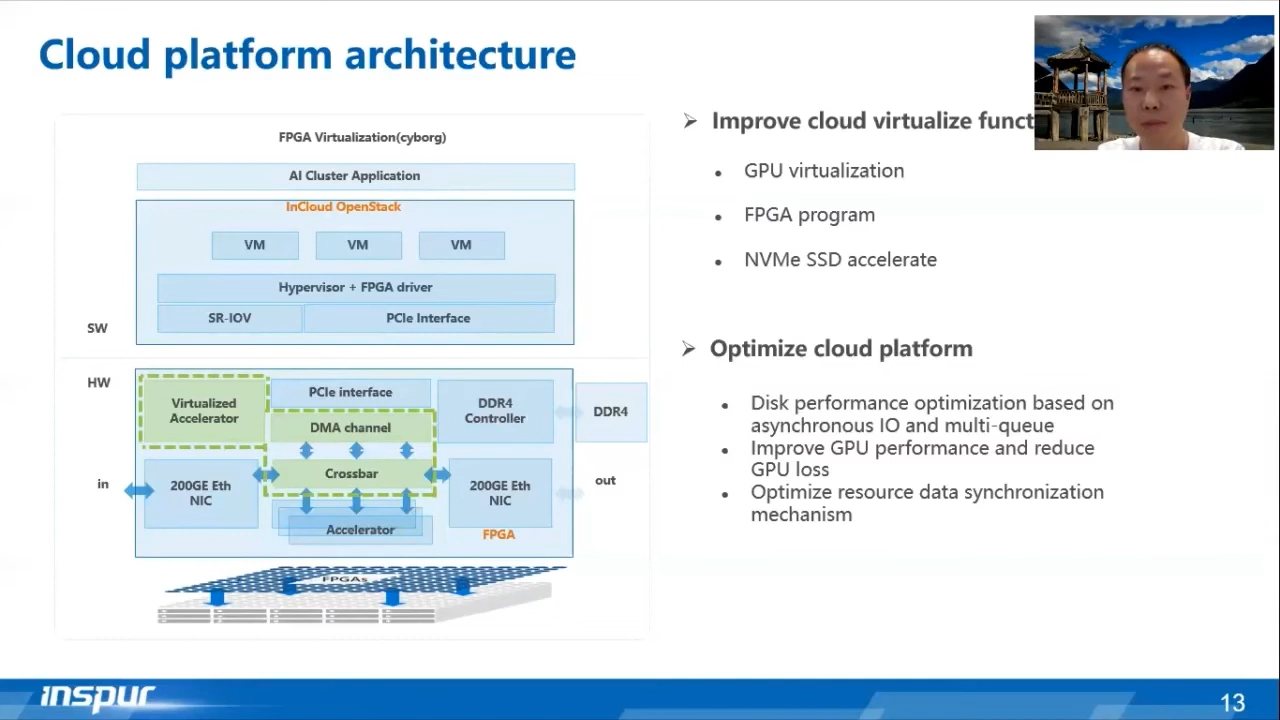 Cloud platform architecture
FPGA Virtualization(cyborg)
AI Cluster Application
InCloud OpenStack
VM
VM
VM
Hypervisor + FPGA driver
SR-IOV
PCIe Interface
SW
HW
Virtualized
Accelerator
PCIe interface
DMA channel
DDR4
Controller
DDR4
in
200GE Eth
NIC
Crossbar
200GE Eth
NIC
out
Accelerator
FPGA
FPGAs
Improve cloud virtualize funct
GPU virtualization
FPGA program
NVMe SSD accelerate
Optimize cloud platform
Disk performance optimization based on
asynchronous IO and multi-queue
Improve GPU performance and reduce
GPU loss
Optimize resource data synchronization
mechanism
inspur
13